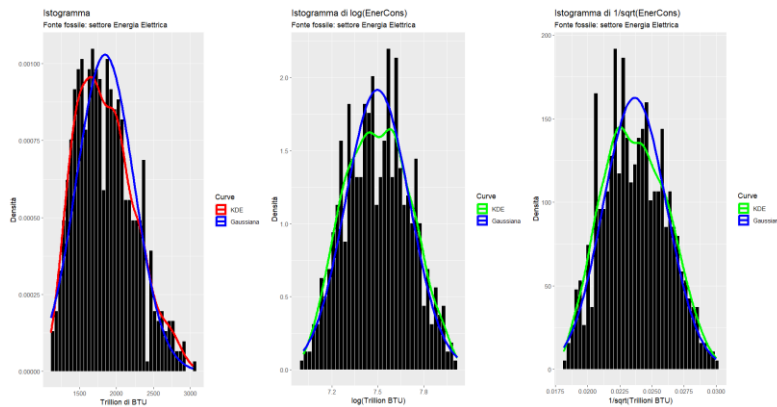 Istogramma
Fonte fossile: settore Energia Elettrica
0.00100
0.00075
0.00050
0.00025
0.00000
Densità
1500
2000
2500
3000
Trillion di BTU
Curve
KDE
Gaussiana
Istogramma di log(EnerCons)
Fonte fossile: settore Energia Elettrica
2.0
1.5
1.0
0.5
0.0
Densità
7.2
7.5
7.8
log(Trillion BTU)
Curve
KDE
Gaussiana
Istogramma di 1/sqrt(EnerCons)
Fonte fossile: settore Energia Elettrica
200
150
100
50
0
Densità
0.0175
0.0200
0.0225
0.0250
0.0275
0.0300
1/sqrt(Trillioni BTU)
Curve
KDE
Gaussian